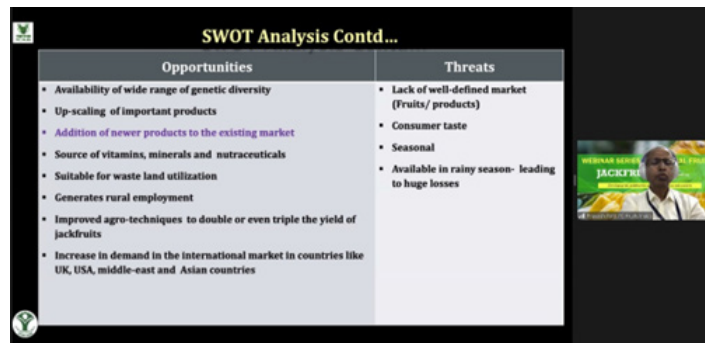 SWOT Analysis Contd...
Opportunities
Threats
▪ Availability of wide range of genetic diversity
▪ Up-scaling of important products
▪ Addition of newer products to the existing market
▪ Source of vitamins, minerals and nutraceuticals
▪ Suitable for waste land utilization
▪ Generates rural employment
▪ Improved agro-techniques to double or even triple the yield of
jackfruits
▪ Increase in demand in the international market in countries like
UK, USA, middle-east and Asian countries
▪ Lack of well-defined market
(Fruits/ products)
▪ Consumer taste
▪ Seasonal
▪ Available in rainy season- leading
to huge losses
WEBINAR SERIES